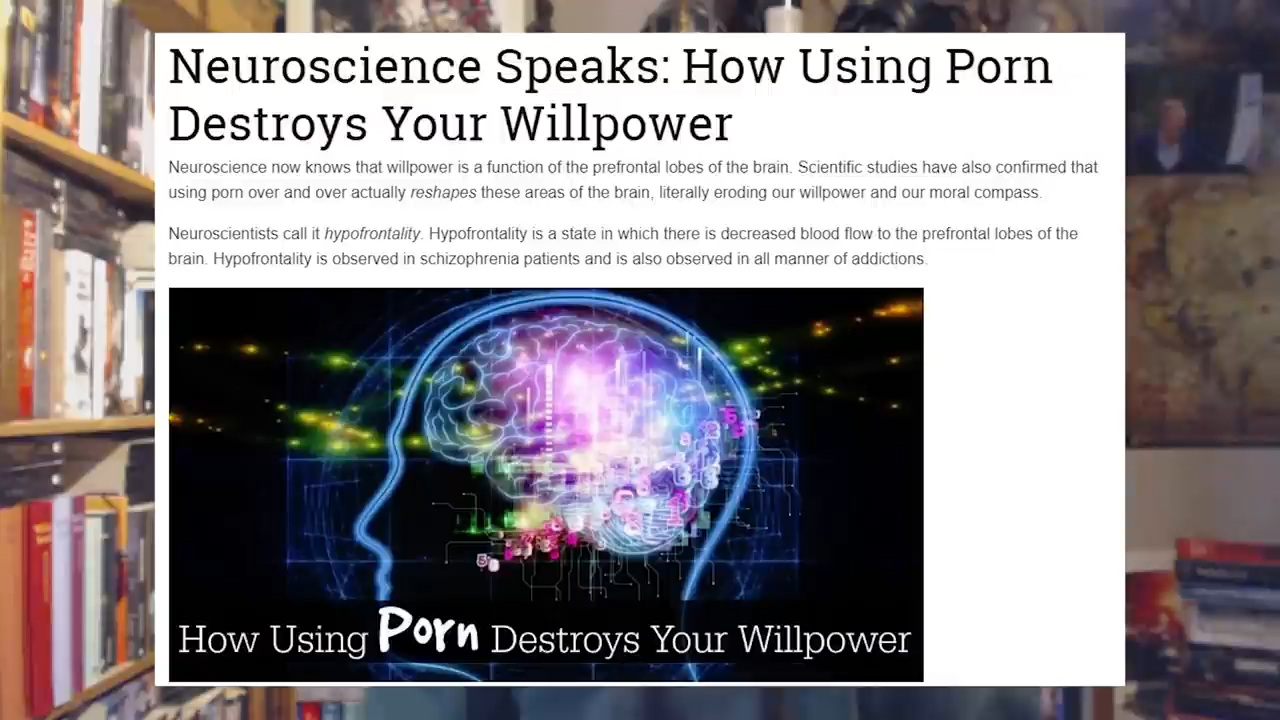 Neuroscience Speaks: How Using Porn
Destroys Your Willpower
Neuroscience now knows that willpower is a function of the prefrontal lobes of the brain. Scientific studies have also confirmed that
using porn over and over actually reshapes these areas of the brain, literally eroding our willpower and our moral compass.
Neuroscientists call it hypofrontality. Hypofrontality is a state in which there is decreased blood flow to the prefrontal lobes of the
brain. Hypofrontality is observed in schizophrenia patients and is also observed in all manner of addictions.
How Using Porn Destroys Your Willpower